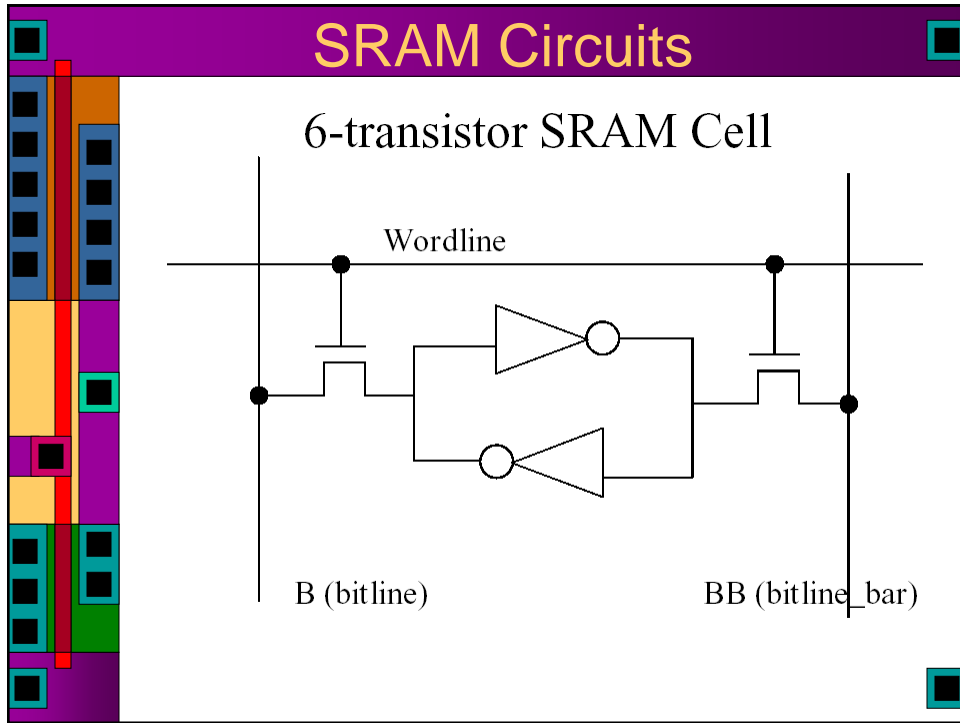 SRAM Circuits
6-transistor SRAM Cell
Wordline
B (bitline)
BB (bitline_bar)